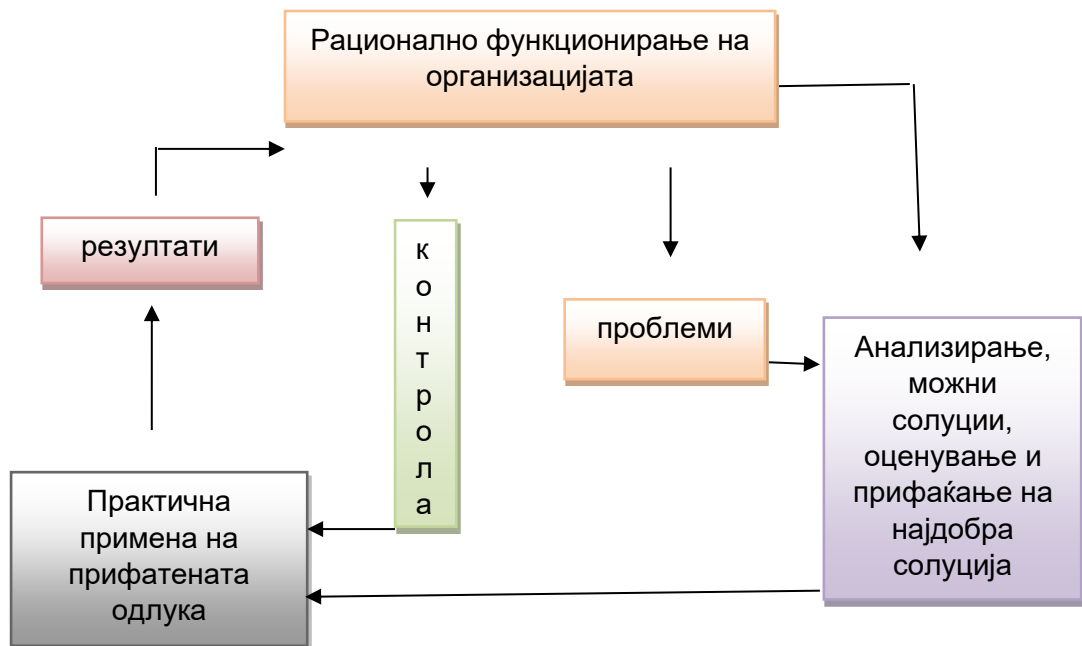 Рационално функционирање на
организацијата
резултати
к
о
н
т
р
о
л
а
проблеми
Анализирање,
можни
солуции,
оценување и
прифаќање на
најдобра
солуција
Практична
примена на
прифатената
одлука